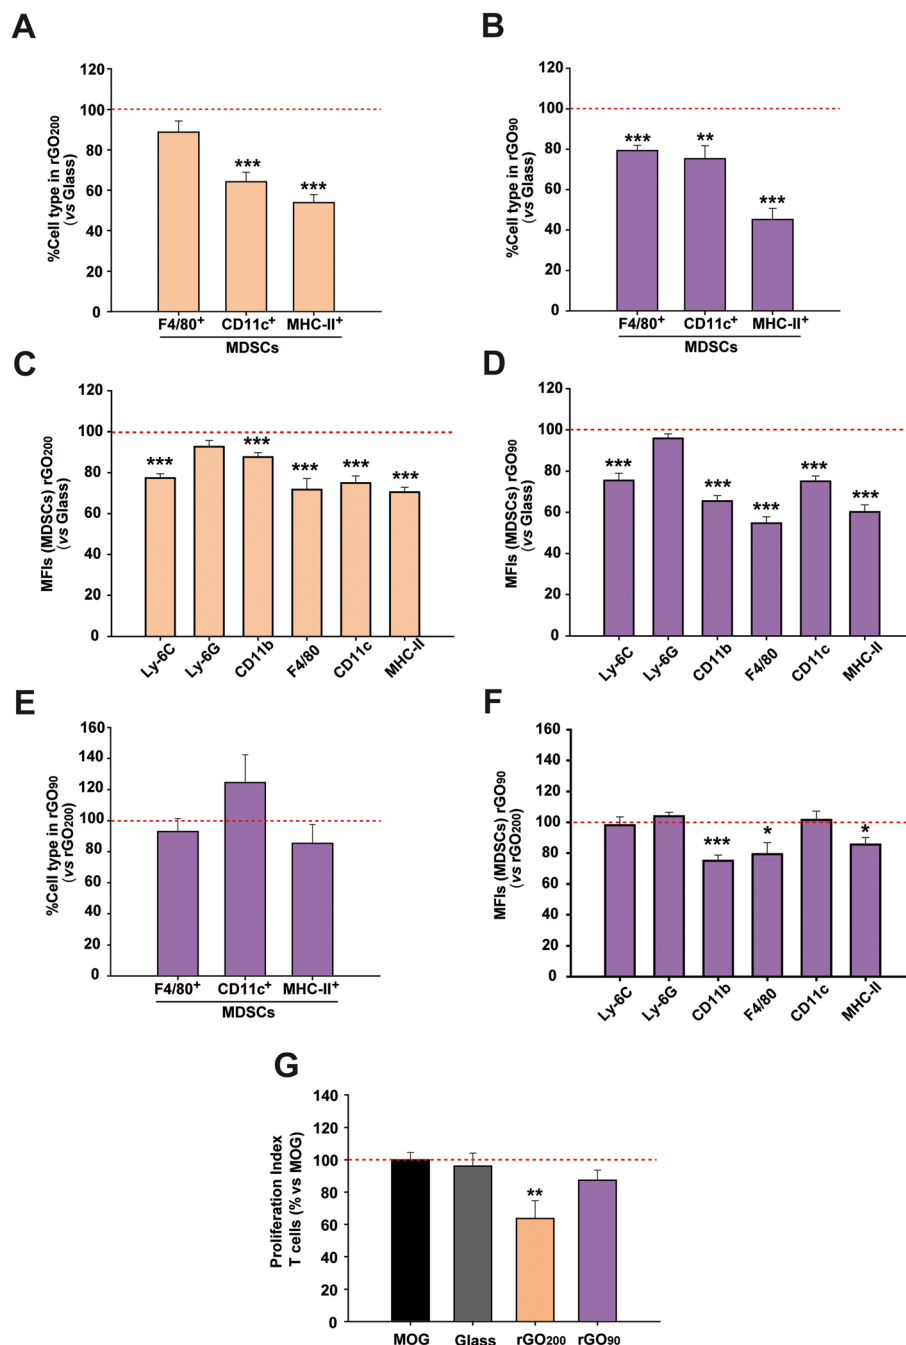 A
120
100
80
60
40
20
0
%Cell type in rGO200
(vs Glass)
***
***
F4/80+ CD11c+ MHC-II+
MDSCs
B
120
100
80
60
40
20
0
%Cell type in rGO90
(vs Glass)
***
**
***
F4/80+ CD11c+ MHC-II+
MDSCs
C
120
100
80
60
40
20
0
MFIs (MDSCs) rGO200
(vs Glass)
***
***
***
***
***
Ly-6C Ly-6G CD11b F4/80 CD11c MHC-II
D
120
100
80
60
40
20
0
MFIs (MDSCs) rGO90
(vs Glass)
***
***
***
***
***
Ly-6C Ly-6G CD11b F4/80 CD11c MHC-II
E
160
140
120
100
80
60
40
20
0
%Cell type in rGO90
(vs rGO200)
F4/80+ CD11c+ MHC-II+
MDSCs
F
160
140
120
100
80
60
40
20
0
MFIs (MDSCs) rGO90
(vs rGO200)
***
*
*
Ly-6C Ly-6G CD11b F4/80 CD11c MHC-II
G
140
120
100
80
60
40
20
0
Proliferation Index
T cells (% vs MOG)
**
MOG Glass rGO200 rGO90